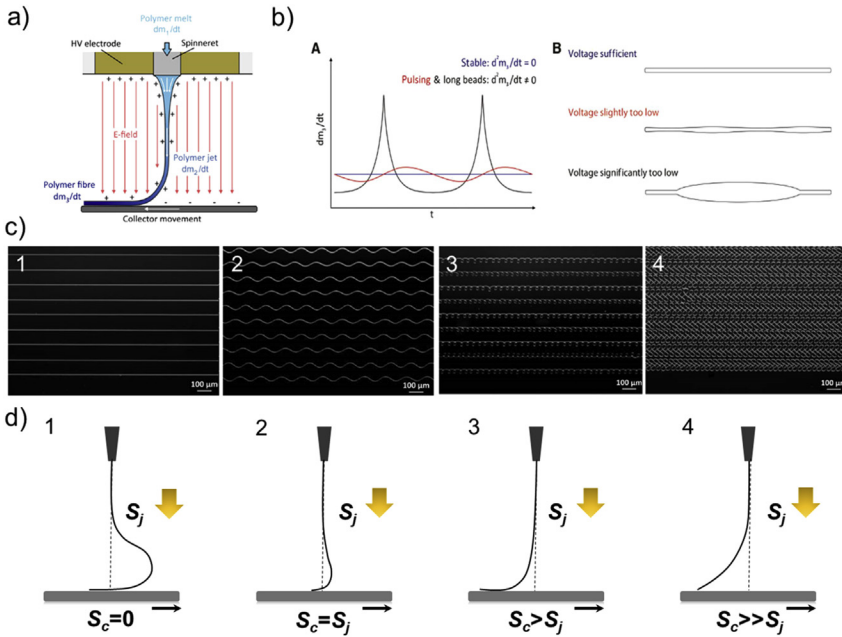 a)
Polymer melt
dm₁/dt
HV electrode
Spinneret
E-field
Polymer jet
dm₂/dt
Polymer fibre
dm₃/dt
Collector movement
b)
A
Stable: d²m₃/dt = 0
Pulsing & long beads: d²m₃/dt ≠ 0
dm₃/dt
t
B
Voltage sufficient
Voltage slightly too low
Voltage significantly too low
c)
1
100 µm
2
100 µm
3
100 µm
4
100 µm
d)
1
Sj
Sc=0
2
Sj
Sc=Sj
3
Sj
Sc>Sj
4
Sj
Sc>>Sj